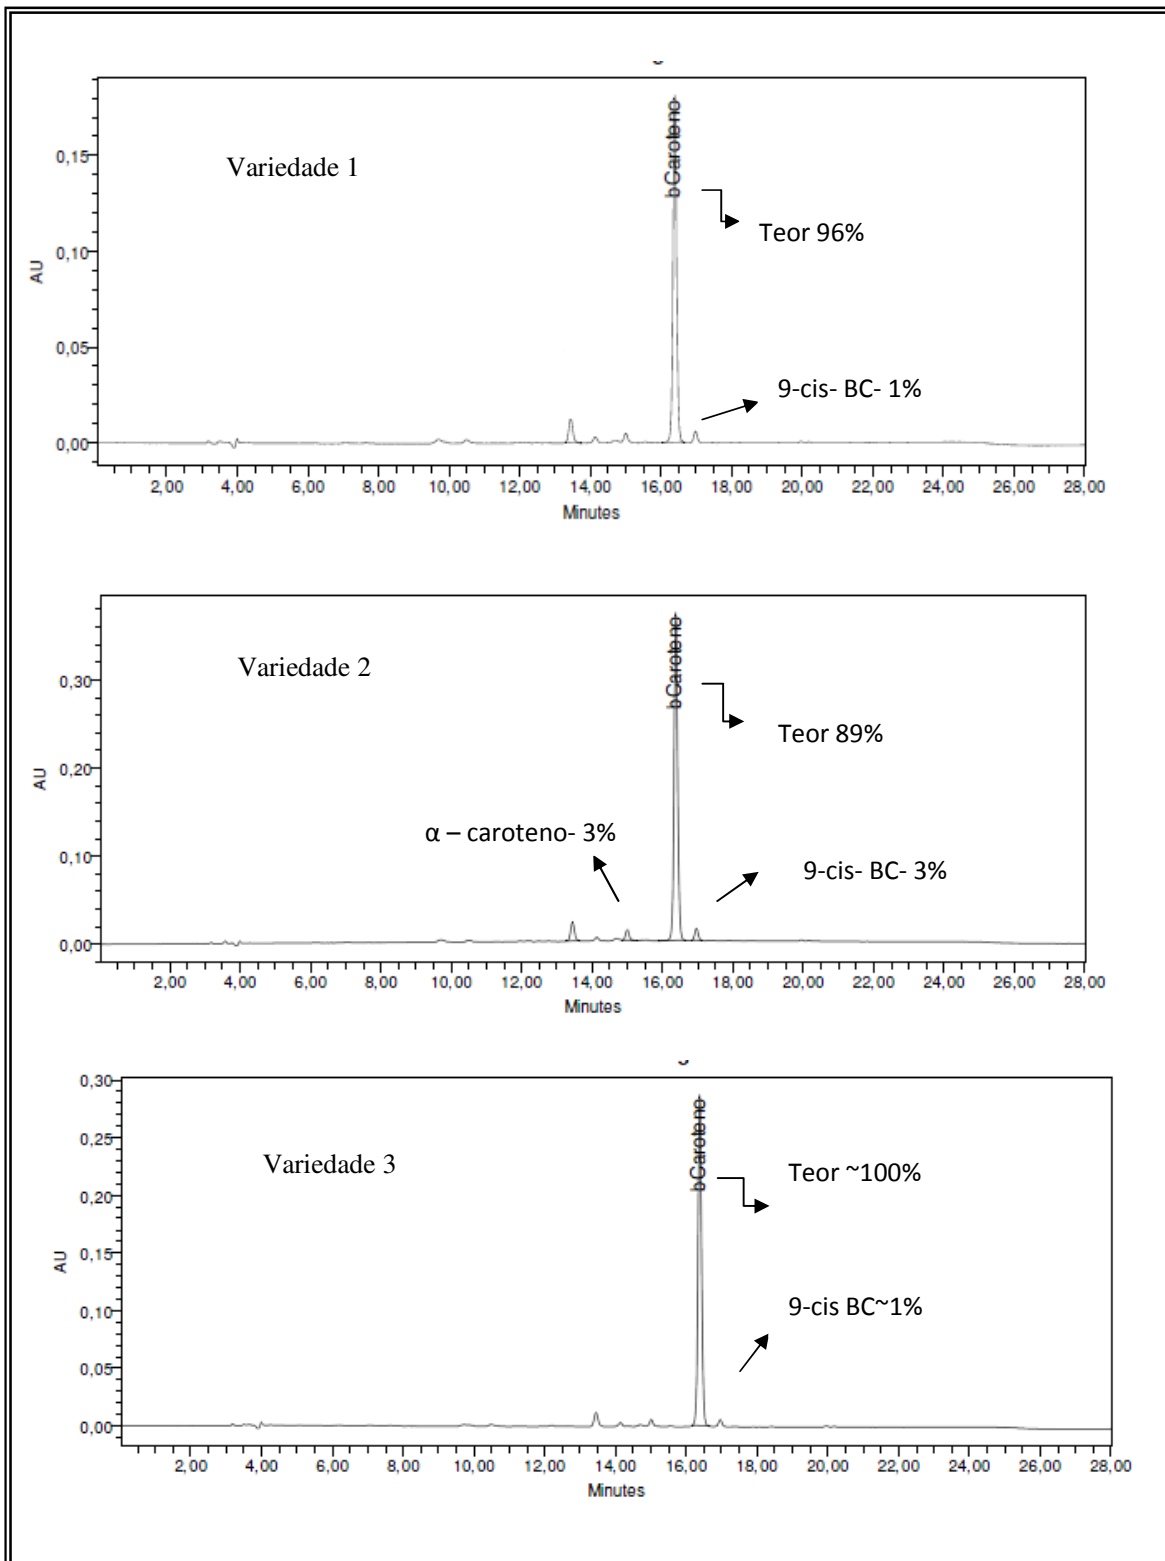 Variedade 1
bCaroteno
Teor 96%
9-cis- BC- 1%
AU
0,15
0,10
0,05
0,00
2,00 4,00 6,00 8,00 10,00 12,00 14,00 16,00 18,00 20,00 22,00 24,00 26,00 28,00
Minutes
Variedade 2
bCaroteno
Teor 89%
α – caroteno- 3%
9-cis- BC- 3%
AU
0,30
0,20
0,10
0,00
2,00 4,00 6,00 8,00 10,00 12,00 14,00 16,00 18,00 20,00 22,00 24,00 26,00 28,00
Minutes
Variedade 3
bCaroteno
Teor ~100%
9-cis BC~1%
AU
0,30
0,25
0,20
0,15
0,10
0,05
0,00
2,00 4,00 6,00 8,00 10,00 12,00 14,00 16,00 18,00 20,00 22,00 24,00 26,00 28,00
Minutes